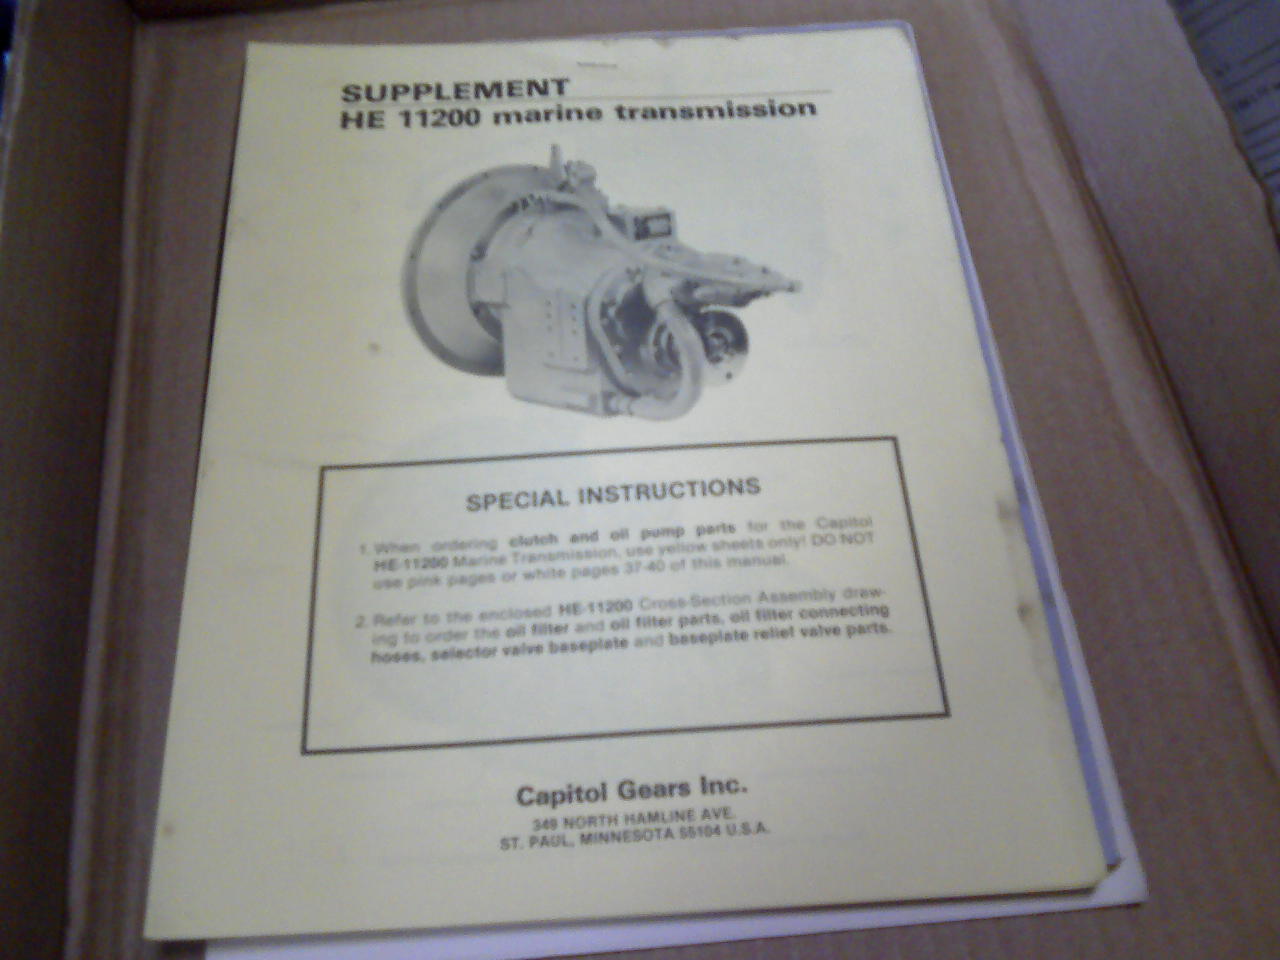 SUPPLEMENT
HE 11200 marine transmission
SPECIAL INSTRUCTIONS
1. When ordering clutch and oil pump parts for the Capitol
HE-11200 Marine Transmission, use yellow sheets only! DO NOT
use pink pages or white pages 37-40 of this manual.
2. Refer to the enclosed HE-11200 Cross-Section Assembly draw-
ing to order the oil filter and oil filter parts, oil filter connecting
hoses, selector valve baseplate and baseplate relief valve parts.
Capitol Gears Inc.
349 NORTH HAMLINE AVE.
ST. PAUL, MINNESOTA 55104 U.S.A.